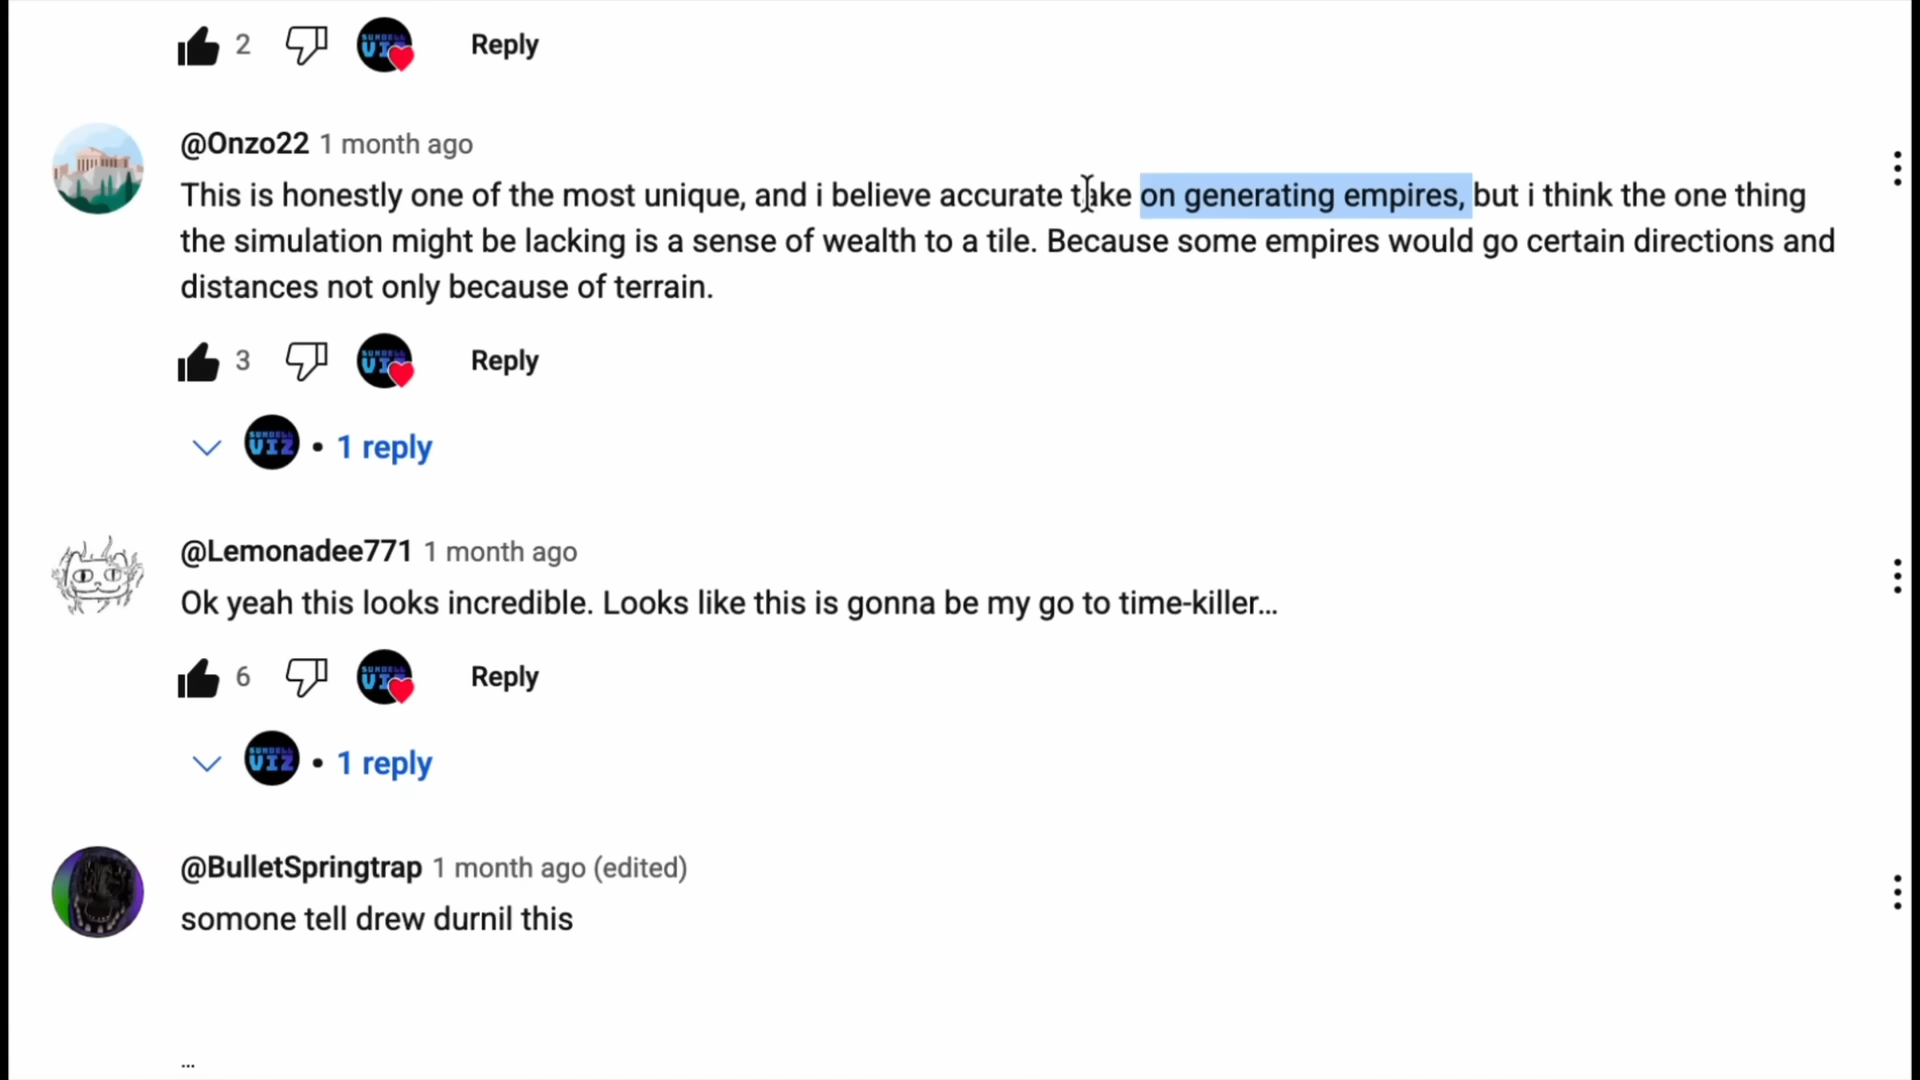 2 Reply
@Onzo22 1 month ago
This is honestly one of the most unique, and i believe accurate take on generating empires, but i think the one thing
the simulation might be lacking is a sense of wealth to a tile. Because some empires would go certain directions and
distances not only because of terrain.
3 Reply
VIZ • 1 reply
@Lemonadee771 1 month ago
Ok yeah this looks incredible. Looks like this is gonna be my go to time-killer...
6 Reply
VIZ • 1 reply
@BulletSpringtrap 1 month ago (edited)
somone tell drew durnil this
...